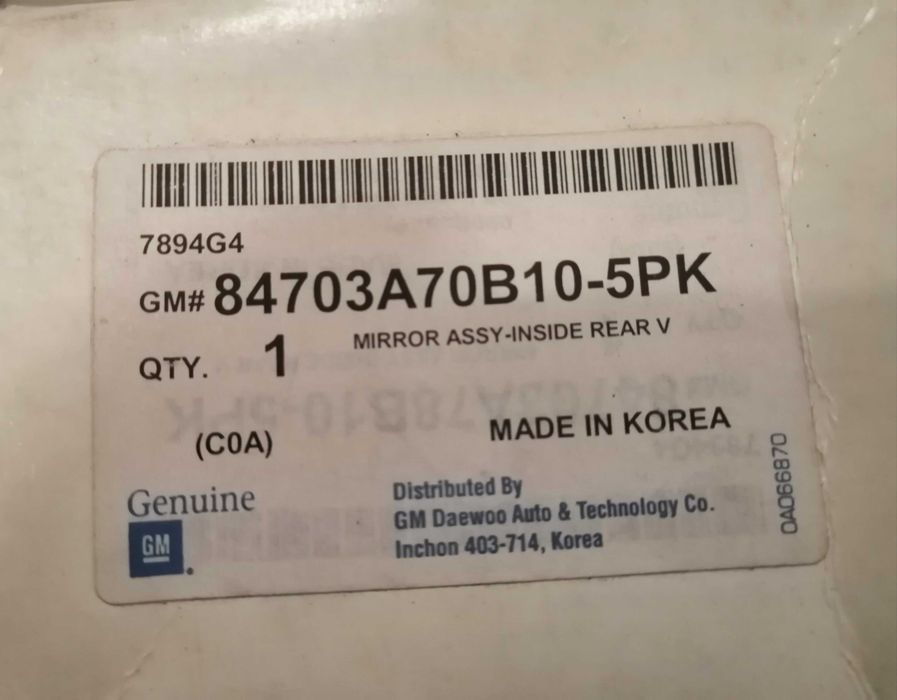 7894G4
GM# 84703A70B10-5PK
MIRROR ASSY-INSIDE REAR V
QTY. 1
(C0A)
MADE IN KOREA
Genuine
GM
Distributed By
GM Daewoo Auto & Technology Co.
Inchon 403-714, Korea
0A066870